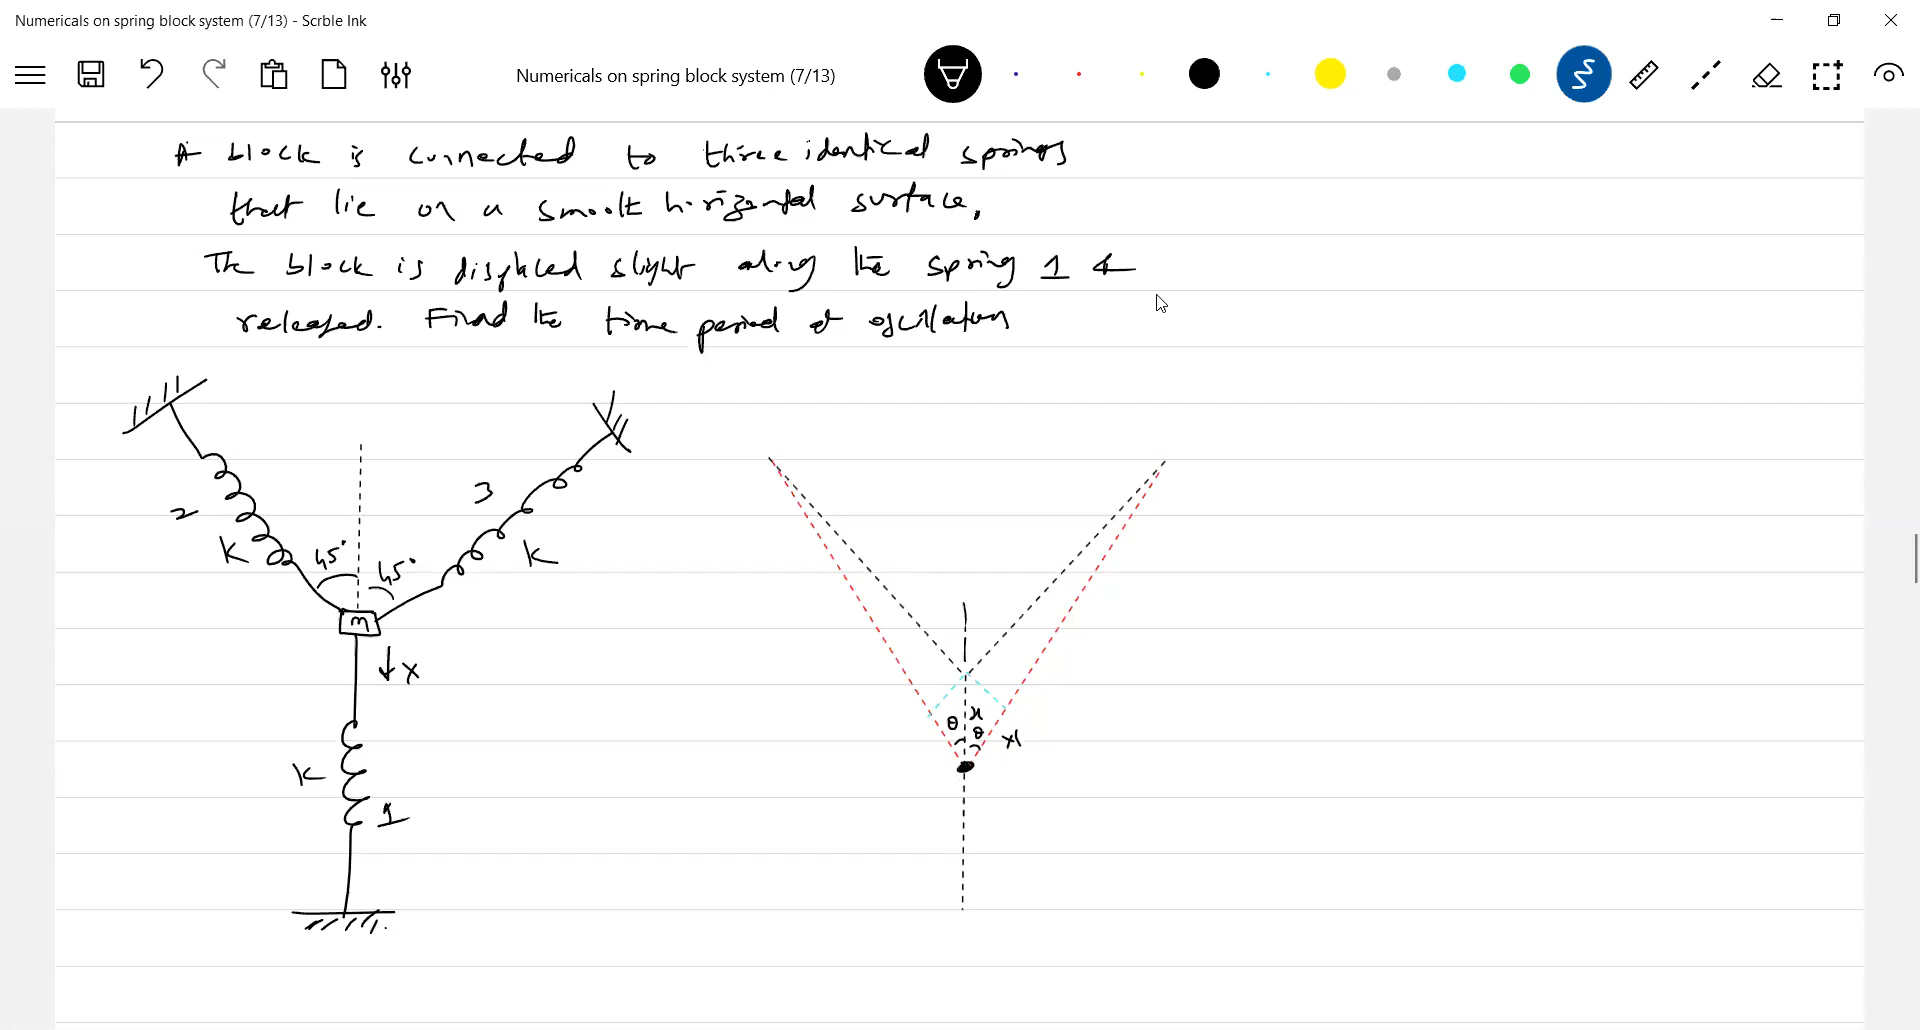 Numericals on spring block system (7/13) - Scrble Ink
Numericals on spring block system (7/13)
A block is connected to three identical springs
that lie on a smooth horizontal surface,
The block is displaced slight along the spring 1 &
released. Find the time period of oscillation
2
3
K
45°
45°
K
m
x
K
1
θ
x
θ
x'